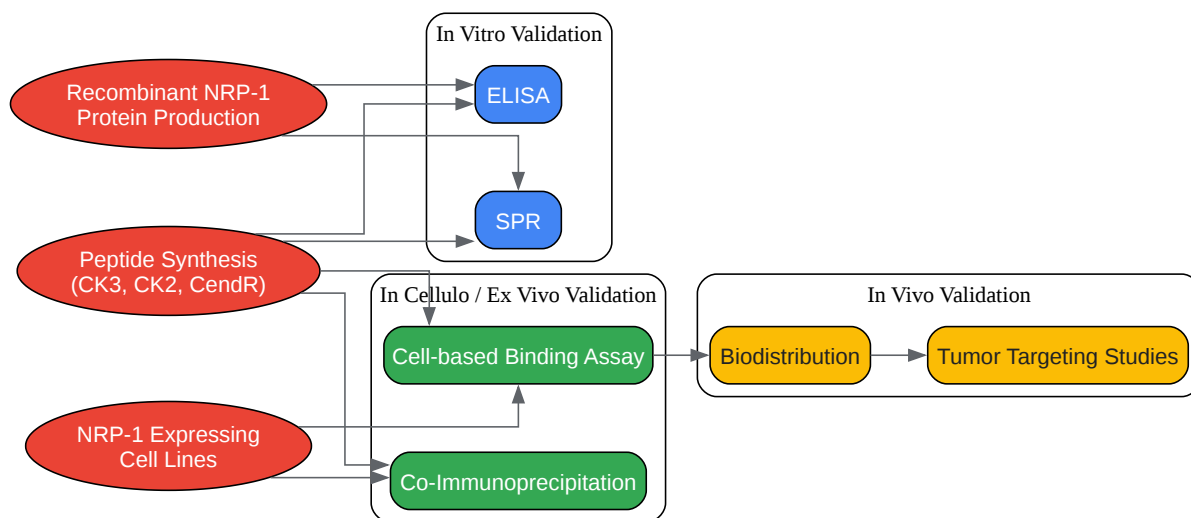 In Vitro Validation
Recombinant NRP-1
Protein Production
ELISA
SPR
Peptide Synthesis
(CK3, CK2, CendR)
In Cellulo / Ex Vivo Validation
In Vivo Validation
Cell-based Binding Assay
Biodistribution
Tumor Targeting Studies
NRP-1 Expressing
Cell Lines
Co-Immunoprecipitation